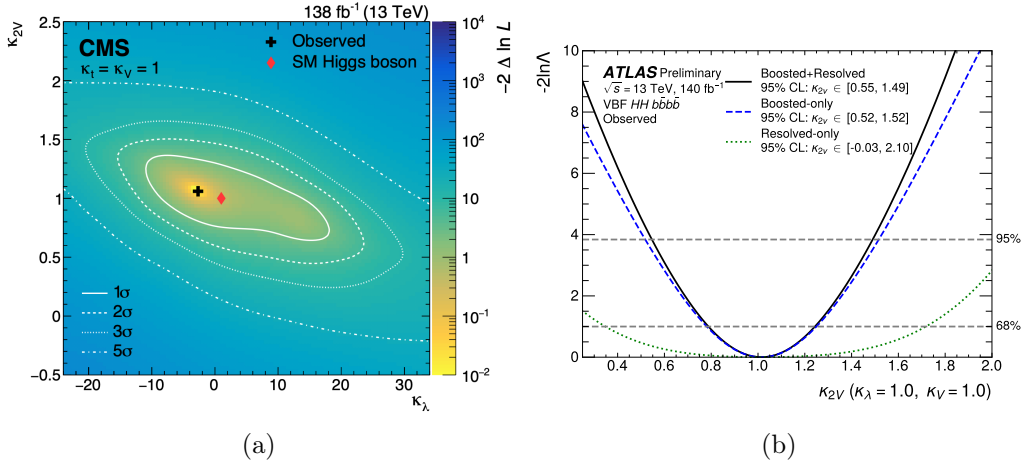 138 fb⁻¹ (13 TeV)
κ2V
2.5
2
1.5
1
0.5
0
−0.5
CMS
κt = κV = 1
Observed
SM Higgs boson
1σ
2σ
3σ
5σ
−20 −10 0 10 20 30
κλ
10⁴
10³
10²
10
1
10⁻¹
10⁻²
−2 Δ ln L
(a)
-2lnΛ
10
8
6
4
2
0
ATLAS Preliminary
√s = 13 TeV, 140 fb⁻¹
VBF HH bb̄bb̄
Observed
Boosted+Resolved
95% CL: κ2v ∈ [0.55, 1.49]
Boosted-only
95% CL: κ2v ∈ [0.52, 1.52]
Resolved-only
95% CL: κ2v ∈ [-0.03, 2.10]
95%
68%
0.4 0.6 0.8 1.0 1.2 1.4 1.6 1.8 2.0
κ2V (κλ = 1.0, κV = 1.0)
(b)